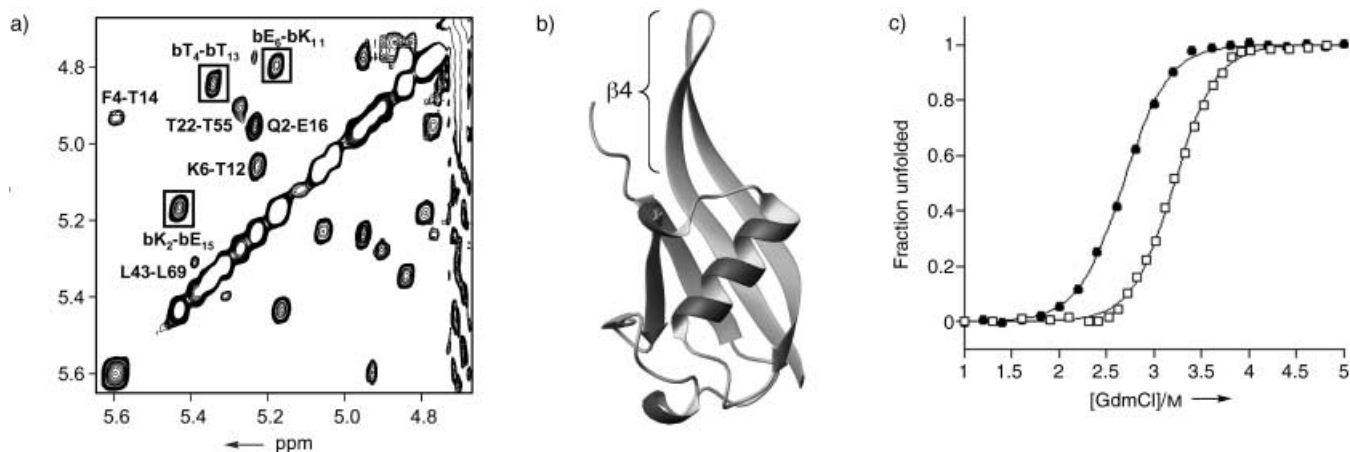 a)
bE₆-bK₁₁
bT₄-bT₁₃
4.8
F4-T14
5.0
T22-T55
Q2-E16
K6-T12
5.2
bK₂-bE₁₅
L43-L69
5.4
5.6
5.6
5.4
5.2
5.0
4.8
← ppm
b)
β4
c)
Fraction unfolded
1
0.8
0.6
0.4
0.2
0
1
1.5
2
2.5
3
3.5
4
4.5
5
[GdmCl]/M →